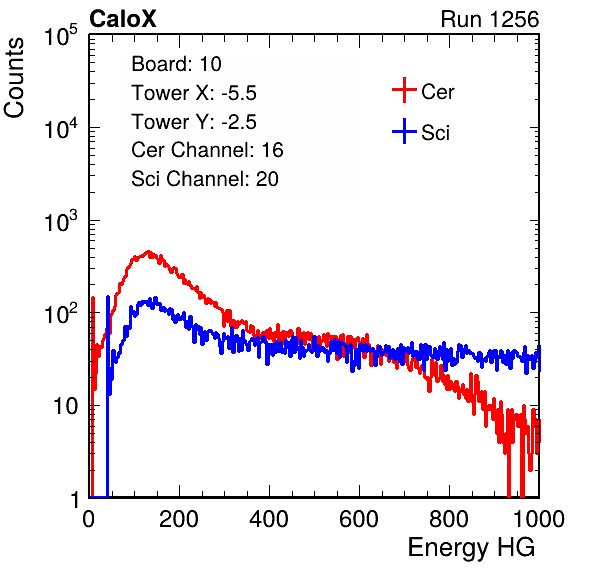 CaloX Run 1256
Counts
Board: 10
Tower X: -5.5
Tower Y: -2.5
Cer Channel: 16
Sci Channel: 20
Cer
Sci
10^5
10^4
10^3
10^2
10
1
0 200 400 600 800 1000
Energy HG